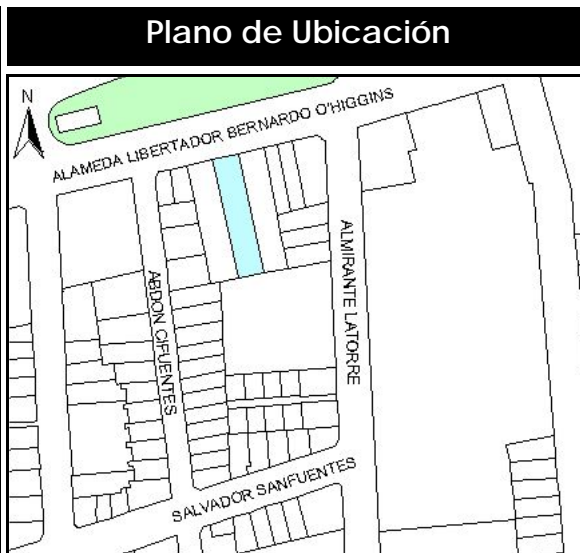 Plano de Ubicación
N
ALAMEDA LIBERTADOR BERNARDO O'HIGGINS
ABDON CIFUENTES
ALMIRANTE LATORRE
SALVADOR SANFUENTES